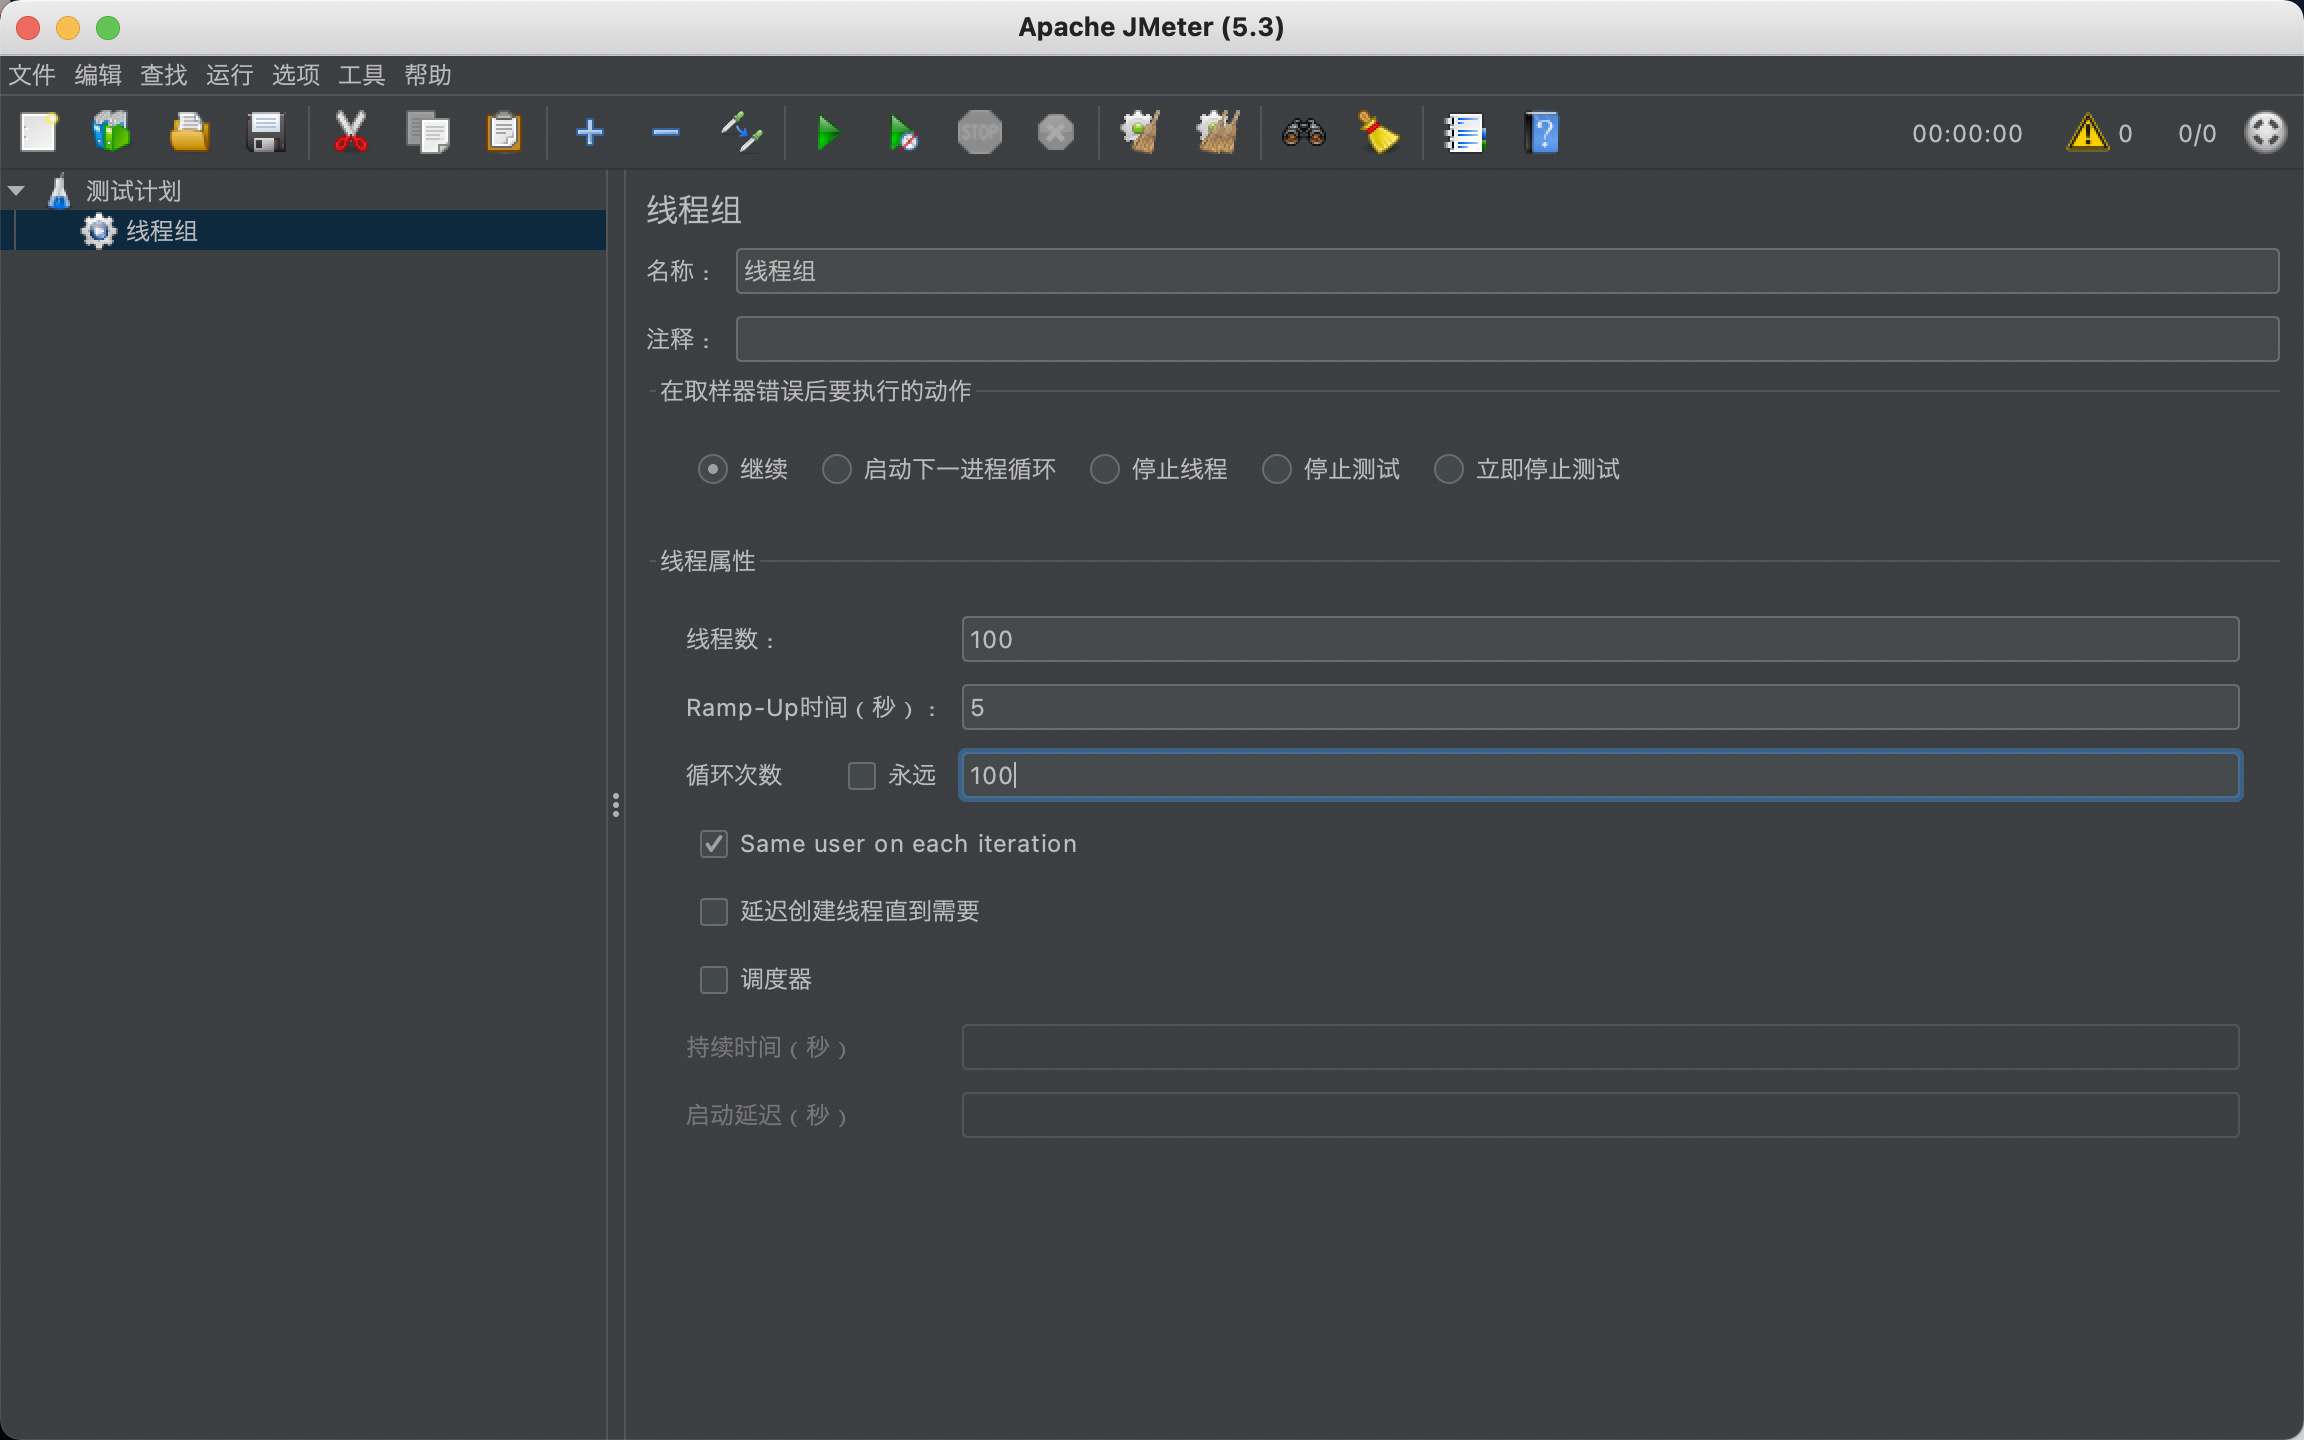 Apache JMeter (5.3)
文件 编辑 查找 运行 选项 工具 帮助
STOP ? 00:00:00 ! 0 0/0
测试计划
线程组
线程组
名称： 线程组
注释：
在取样器错误后要执行的动作
继续 启动下一进程循环 停止线程 停止测试 立即停止测试
线程属性
线程数： 100
Ramp-Up时间（秒）： 5
循环次数 永远 100
Same user on each iteration
延迟创建线程直到需要
调度器
持续时间（秒）
启动延迟（秒）